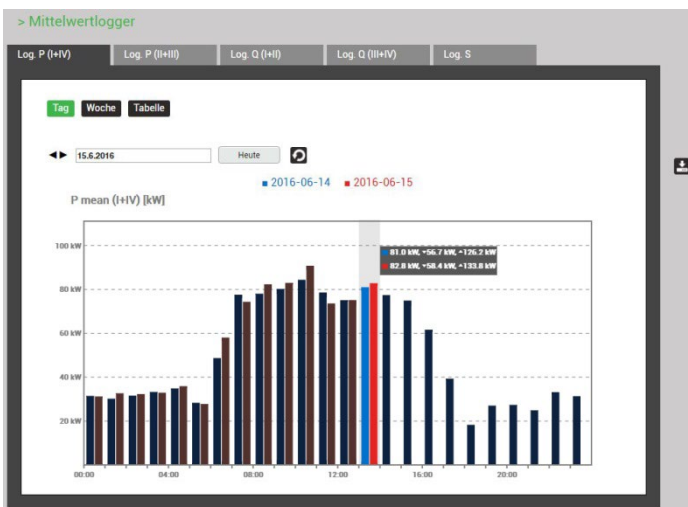 > Mittelwertlogger
Log. P (I+IV) Log. P (II+III) Log. Q (I+II) Log. Q (III+IV) Log. S
Tag Woche Tabelle
◀▶ 15.6.2016 Heute
■ 2016-06-14 ■ 2016-06-15
P mean (I+IV) [kW]
100 kW
81.0 kW, 56.7 kW, 126.2 kW
82.8 kW, 58.4 kW, 133.8 kW
80 kW
60 kW
40 kW
20 kW
00:00 04:00 08:00 12:00 16:00 20:00